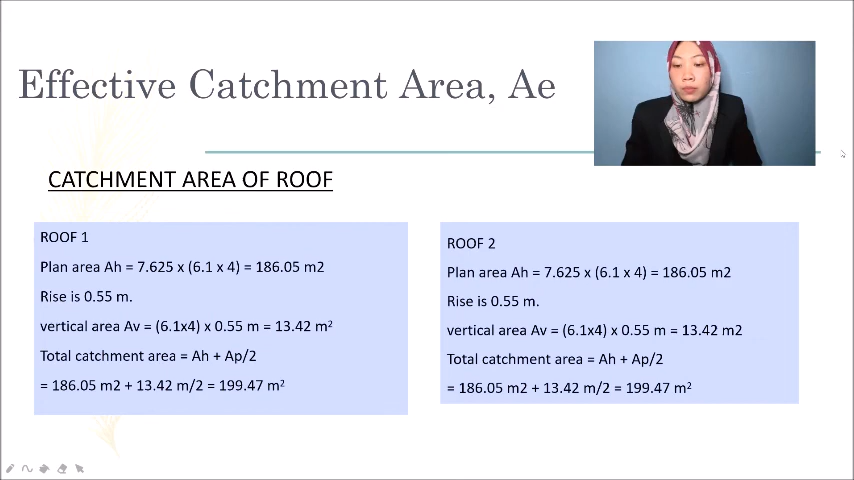 Effective Catchment Area, Ae
CATCHMENT AREA OF ROOF
ROOF 1
Plan area Ah = 7.625 x (6.1 x 4) = 186.05 m2
Rise is 0.55 m.
vertical area Av = (6.1x4) x 0.55 m = 13.42 m²
Total catchment area = Ah + Ap/2
= 186.05 m2 + 13.42 m/2 = 199.47 m²
ROOF 2
Plan area Ah = 7.625 x (6.1 x 4) = 186.05 m2
Rise is 0.55 m.
vertical area Av = (6.1x4) x 0.55 m = 13.42 m2
Total catchment area = Ah + Ap/2
= 186.05 m2 + 13.42 m/2 = 199.47 m²